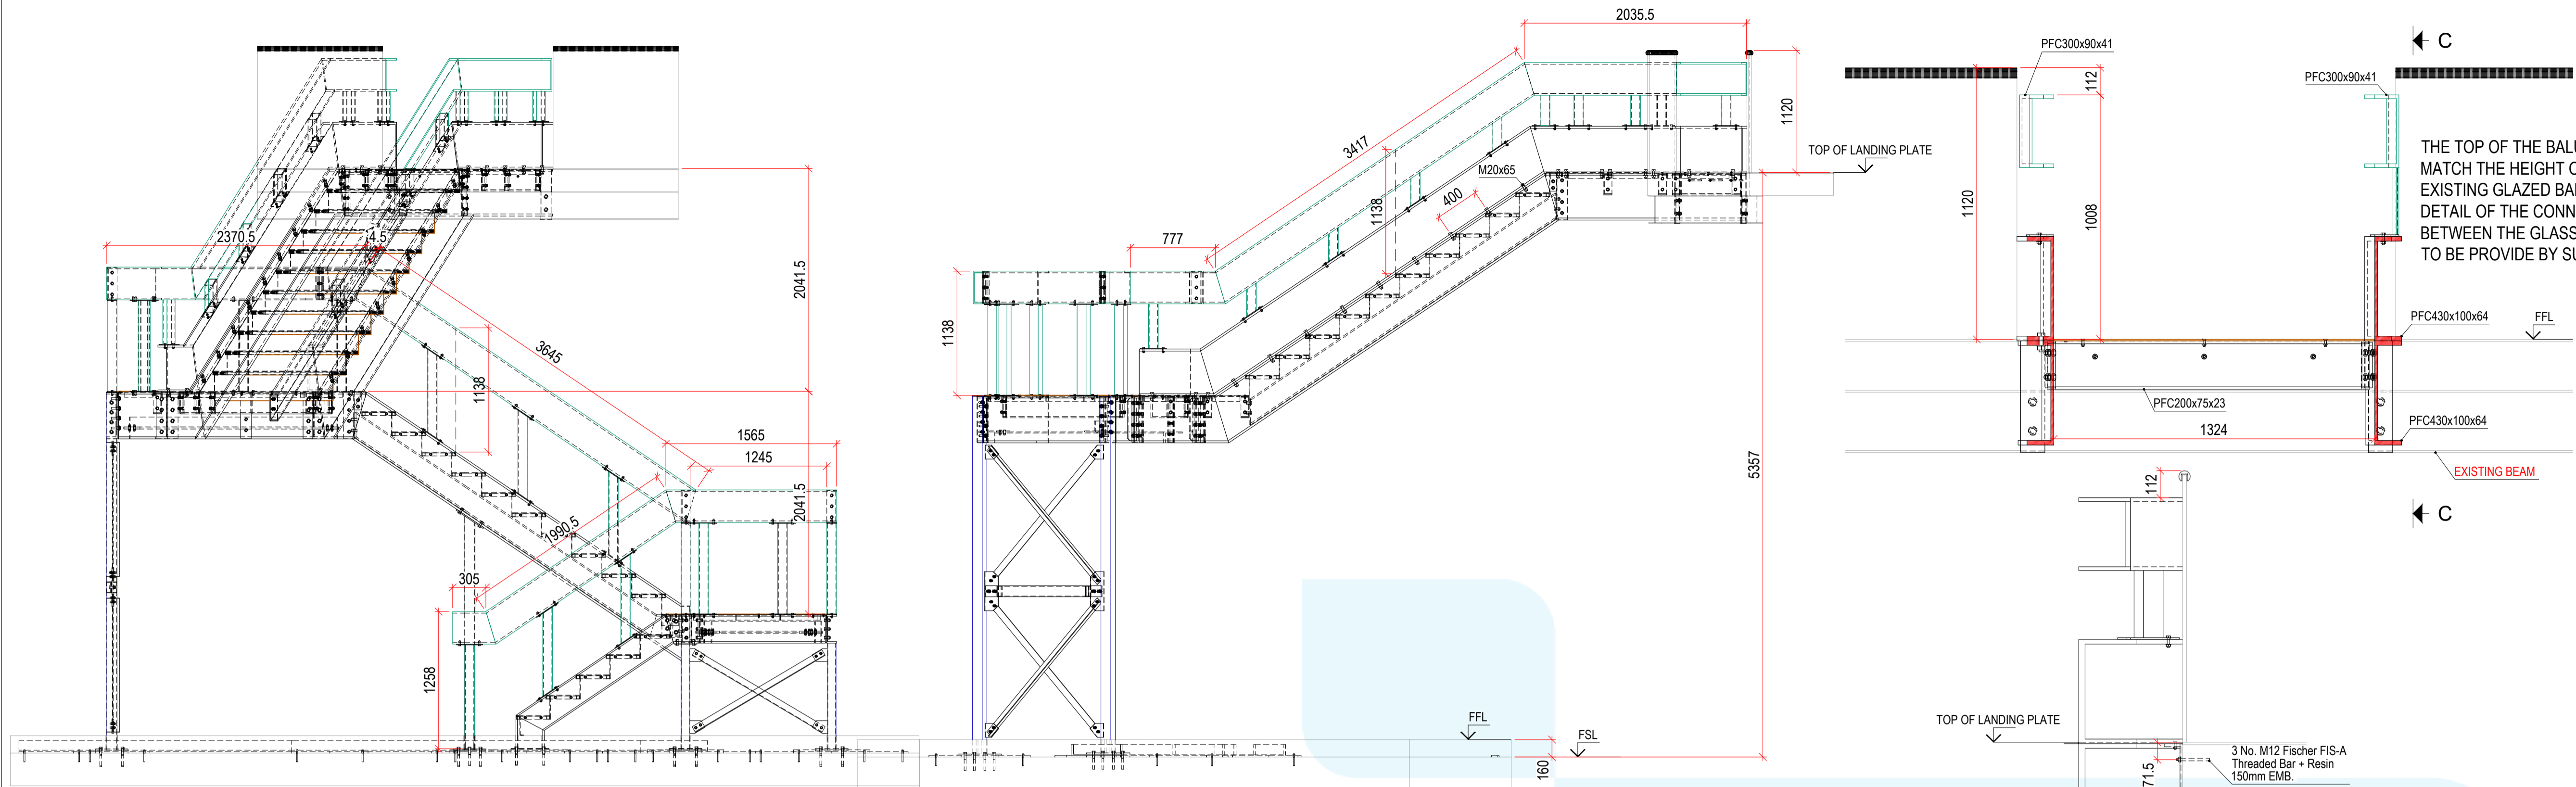 2370.5
4.5
2041.5
3645
1138
1565
1245
2041.5
1990.5
305
1258
2035.5
3417
1120
TOP OF LANDING PLATE
M20x65
400
1138
777
1138
5357
FFL
FSL
160
PFC300x90x41
112
PFC300x90x41
C
1120
1008
THE TOP OF THE
MATCH THE HEIGHT
EXISTING GLAZED
DETAIL OF THE
BETWEEN THE GLASS
TO BE PROVIDE BY
PFC430x100x64
FFL
PFC200x75x23
1324
PFC430x100x64
EXISTING BEAM
112
C
TOP OF LANDING PLATE
71.5
3 No. M12 Fischer FIS-A
Threaded Bar + Resin
150mm EMB.